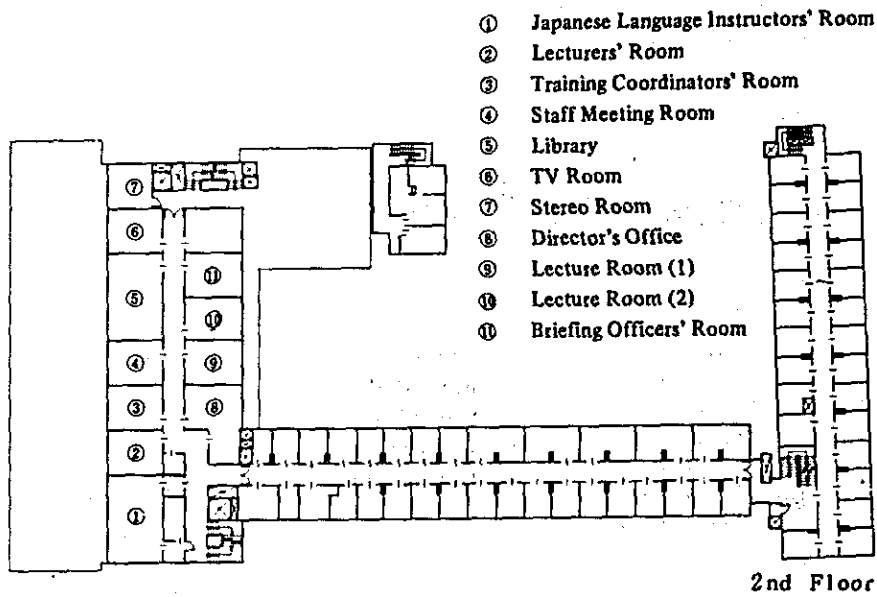 ① Japanese Language Instructors' Room
② Lecturers' Room
③ Training Coordinators' Room
④ Staff Meeting Room
⑤ Library
⑥ TV Room
⑦ Stereo Room
⑧ Director's Office
⑨ Lecture Room (1)
⑩ Lecture Room (2)
⑪ Briefing Officers' Room
⑦
⑥
⑪
⑤
⑩
④
⑨
③
⑧
②
①
2nd Floor